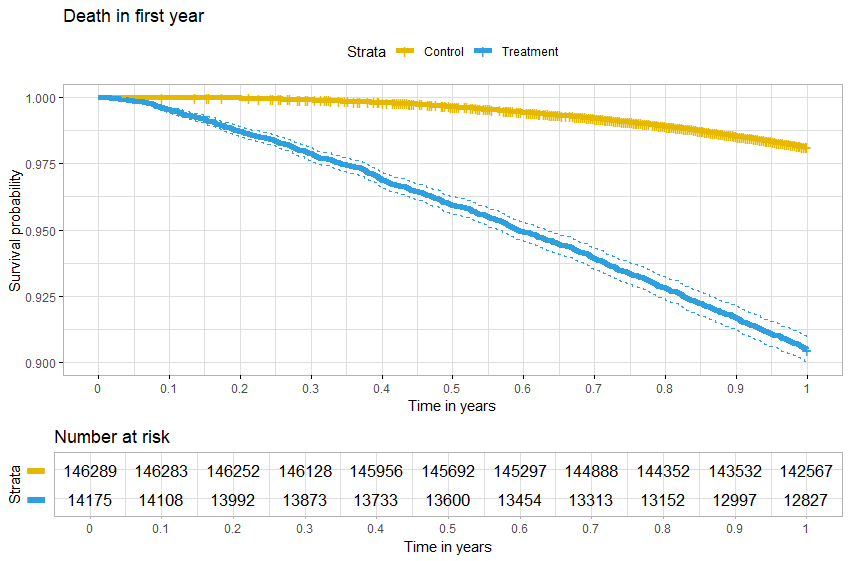 Death in first year
Strata Control Treatment
1.000
0.975
0.950
0.925
0.900
Survival probability
0 0.1 0.2 0.3 0.4 0.5 0.6 0.7 0.8 0.9 1
Time in years
Number at risk
Strata
146289 146283 146252 146128 145956 145692 145297 144888 144352 143532 142567
14175 14108 13992 13873 13733 13600 13454 13313 13152 12997 12827
0 0.1 0.2 0.3 0.4 0.5 0.6 0.7 0.8 0.9 1
Time in years